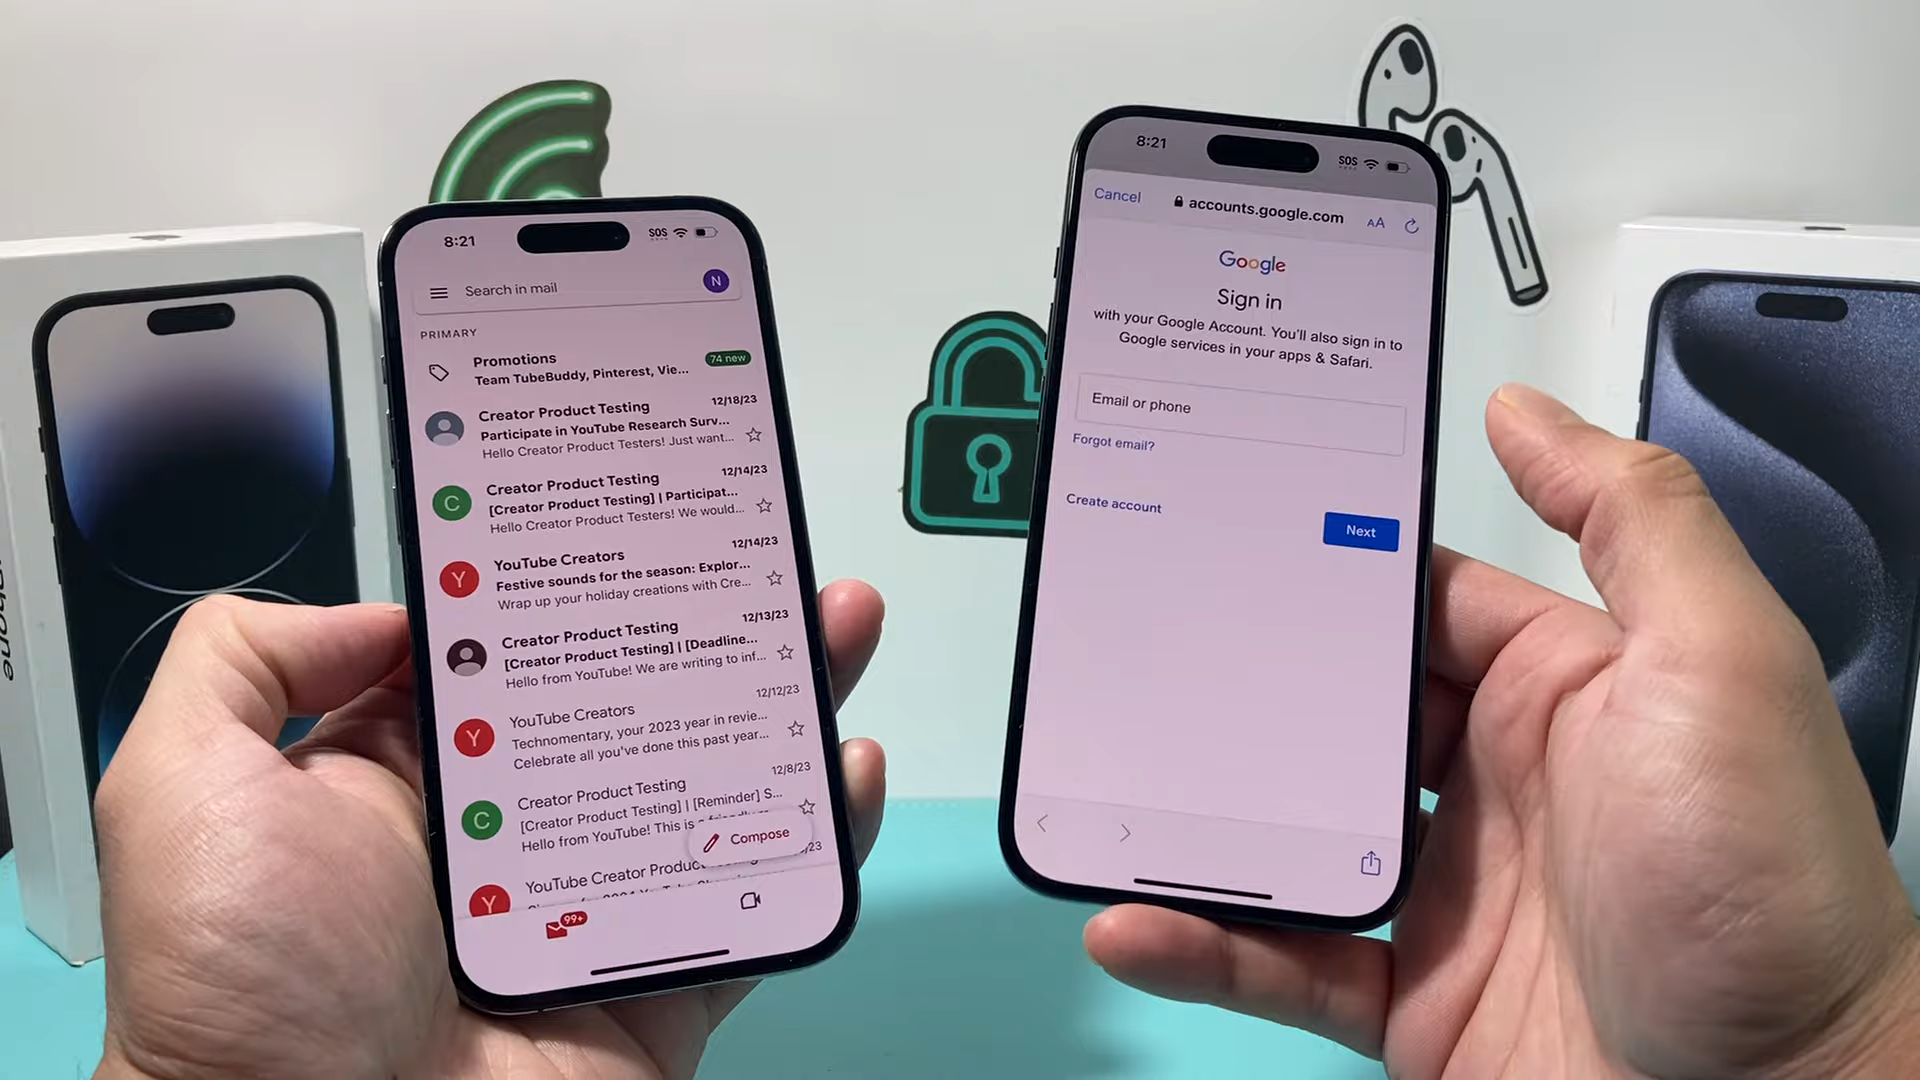 8:21
SOS
Search in mail
N
PRIMARY
Promotions
74 new
Team TubeBuddy, Pinterest, Vie...
Creator Product Testing
12/18/23
Participate in YouTube Research Surv...
Hello Creator Product Testers! Just want...
C
Creator Product Testing
12/14/23
[Creator Product Testing] | Participat...
Hello Creator Product Testers! We would...
Y
YouTube Creators
12/14/23
Festive sounds for the season: Explor...
Wrap up your holiday creations with Cre...
Creator Product Testing
12/13/23
[Creator Product Testing] | [Deadline...
Hello from YouTube! We are writing to inf...
Y
YouTube Creators
12/12/23
Technomentary, your 2023 year in revie...
Celebrate all you've done this past year...
C
Creator Product Testing
12/8/23
[Creator Product Testing] | [Reminder] S...
Hello from YouTube! This is a
Compose
Y
YouTube Creator Produc
99+
8:21
SOS
Cancel
accounts.google.com
AA
Google
Sign in
with your Google Account. You'll also sign in to
Google services in your apps & Safari.
Email or phone
Forgot email?
Create account
Next